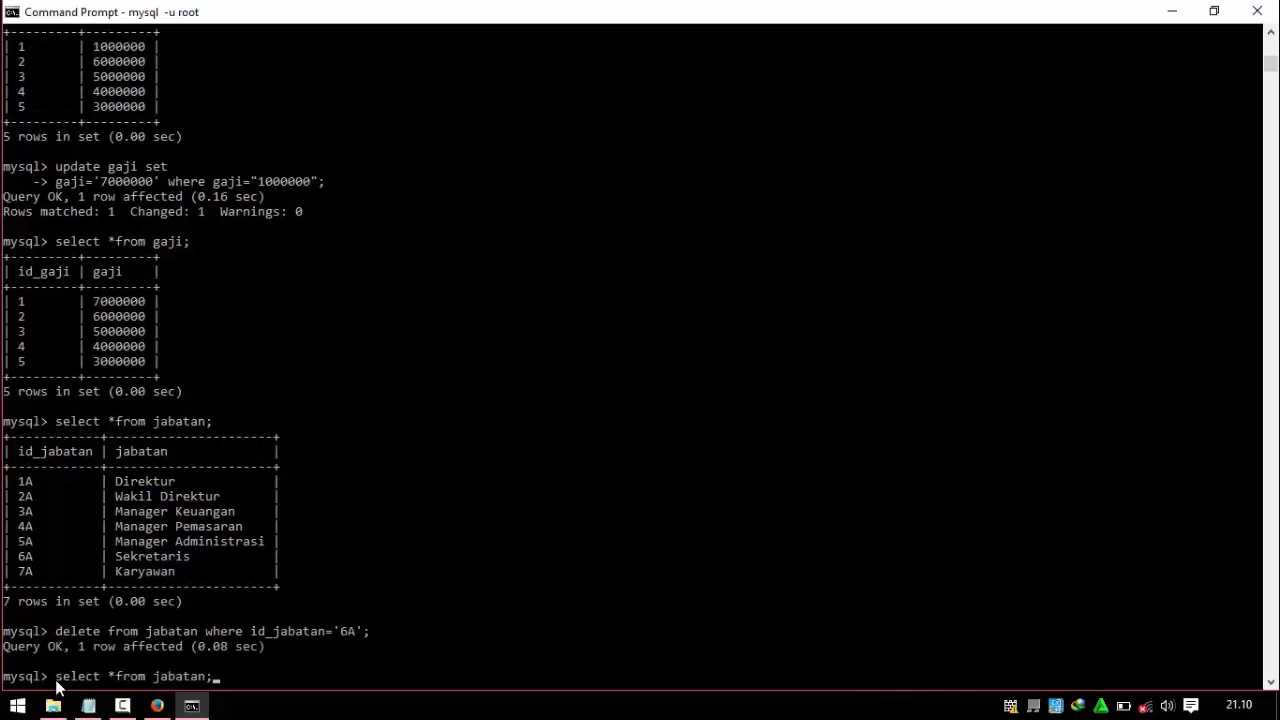 Command Prompt - mysql  -u root
+---------+---------+
| 1       | 1000000 |
| 2       | 6000000 |
| 3       | 5000000 |
| 4       | 4000000 |
| 5       | 3000000 |
+---------+---------+
5 rows in set (0.00 sec)
mysql> update gaji set
    -> gaji='7000000' where gaji="1000000";
Query OK, 1 row affected (0.16 sec)
Rows matched: 1  Changed: 1  Warnings: 0
mysql> select *from gaji;
+---------+---------+
| id_gaji | gaji    |
+---------+---------+
| 1       | 7000000 |
| 2       | 6000000 |
| 3       | 5000000 |
| 4       | 4000000 |
| 5       | 3000000 |
+---------+---------+
5 rows in set (0.00 sec)
mysql> select *from jabatan;
+------------+----------------------+
| id_jabatan | jabatan              |
+------------+----------------------+
| 1A         | Direktur             |
| 2A         | Wakil Direktur       |
| 3A         | Manager Keuangan     |
| 4A         | Manager Pemasaran    |
| 5A         | Manager Administrasi |
| 6A         | Sekretaris           |
| 7A         | Karyawan             |
+------------+----------------------+
7 rows in set (0.00 sec)
mysql> delete from jabatan where id_jabatan='6A';
Query OK, 1 row affected (0.08 sec)
mysql> select *from jabatan;_
21.10